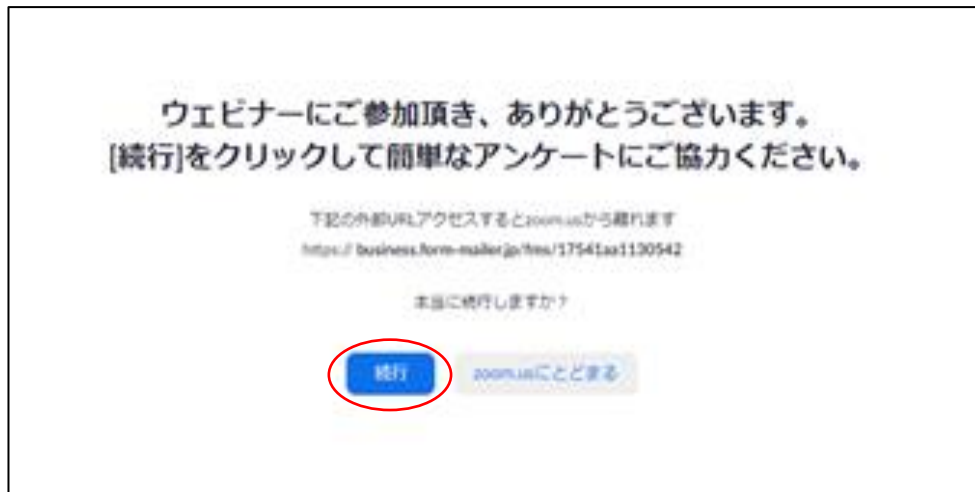 ウェビナーにご参加頂き、ありがとうございます。
[続行]をクリックして簡単なアンケートにご協力ください。
下記の外部URLアクセスするとzoom.usから離れます
https:// business.form-mailer.jp/fms/17541aa1130542
本当に続行しますか？
続行
zoom.usにとどまる